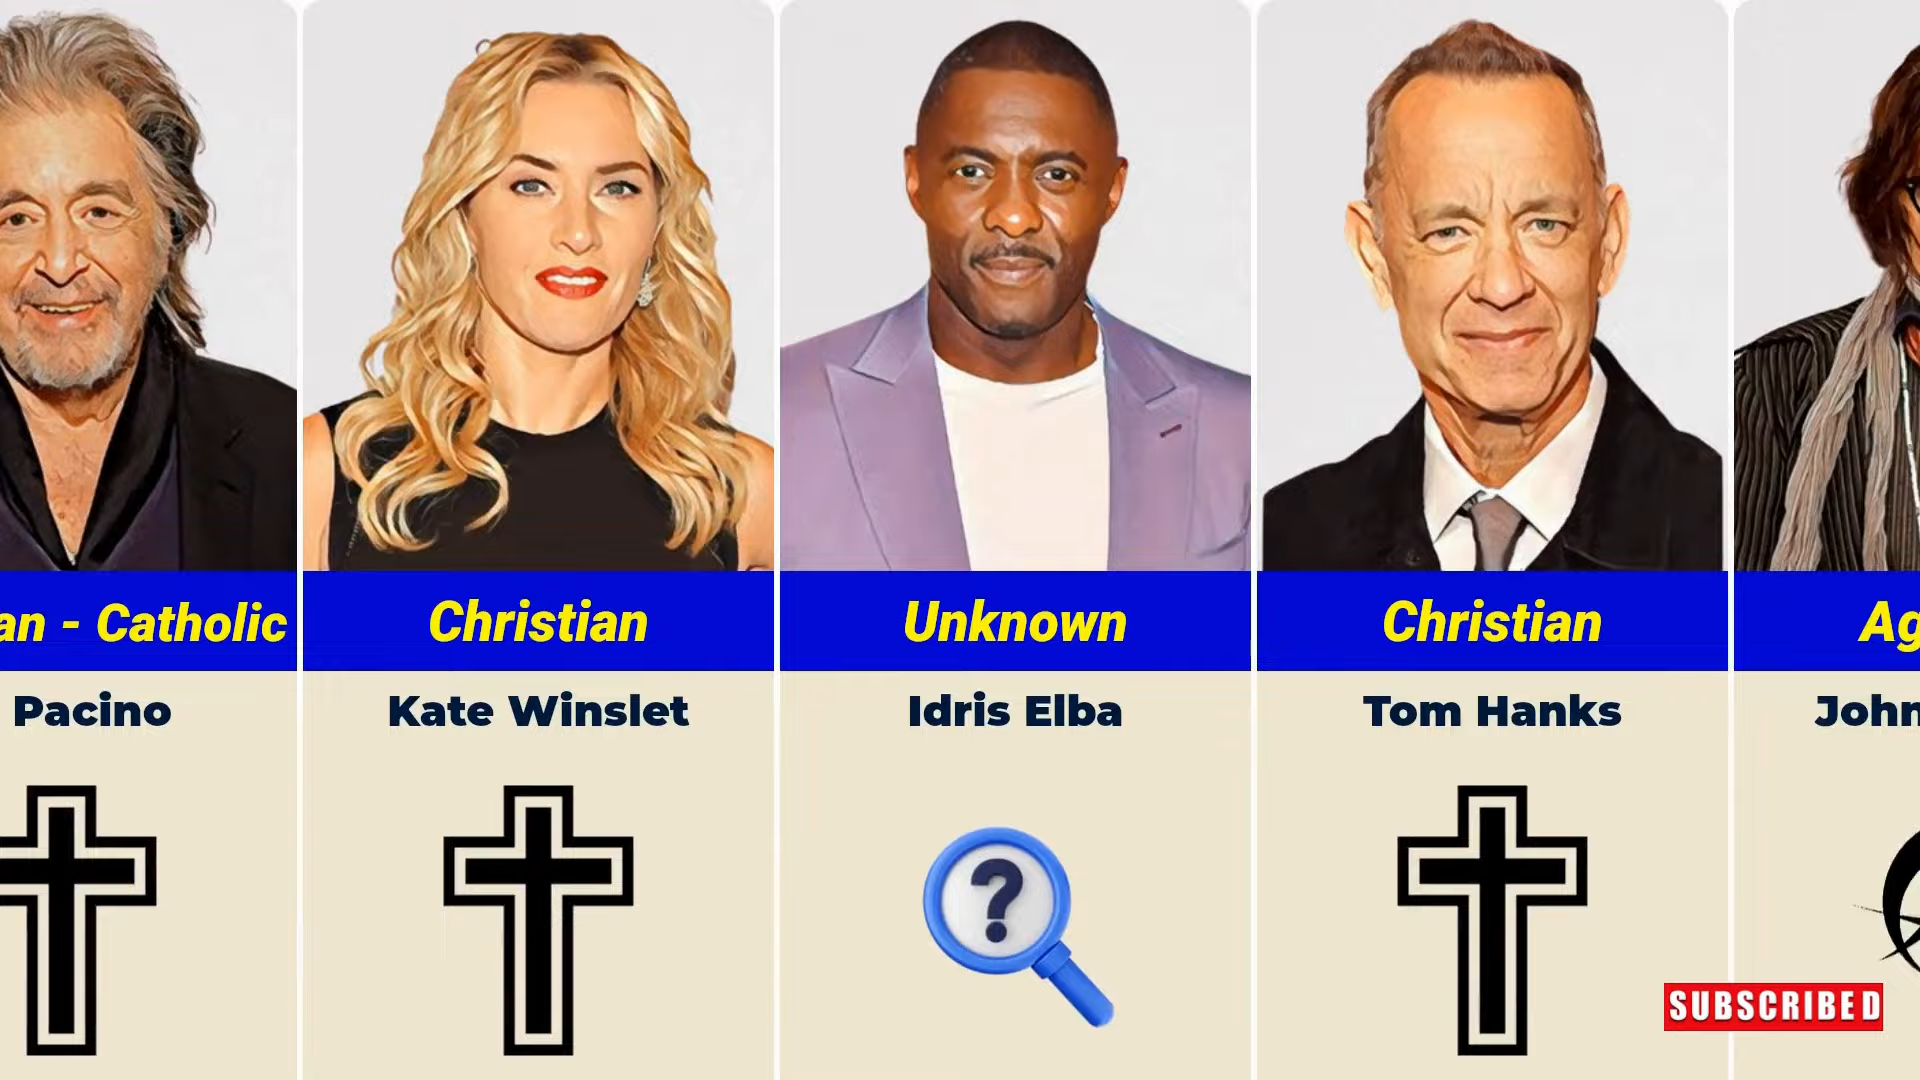 an - Catholic
Christian
Unknown
Christian
Ag
Pacino
Kate Winslet
Idris Elba
Tom Hanks
John
?
SUBSCRIBED